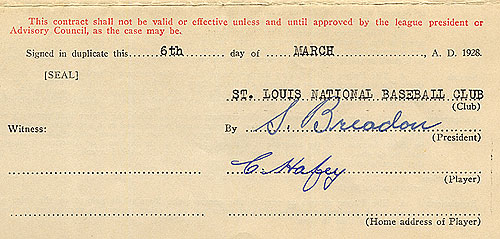 This contract shall not be valid or effective unless and until approved by the league president or
Advisory Council, as the case may be.
Signed in duplicate this 6th day of MARCH, A. D. 1928.
[SEAL]
ST. LOUIS NATIONAL BASEBALL CLUB
(Club)
Witness: By S. Breadon
(President)
C. Hafey
(Player)
(Home address of Player)